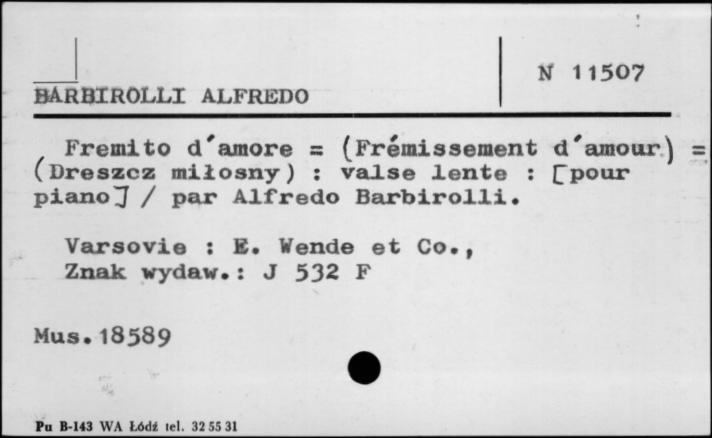 N 11507
BARBIROLLI ALFREDO
Fremito d´amore = (Frémissement d´amour) =
(Dreszcz miłosny) : valse lente : [pour
piano] / par Alfredo Barbirolli.
Varsovie : E. Wende et Co.,
Znak wydaw.: J 532 F
Mus. 18589
Pu B-143 WA Łódź tel. 32 55 31